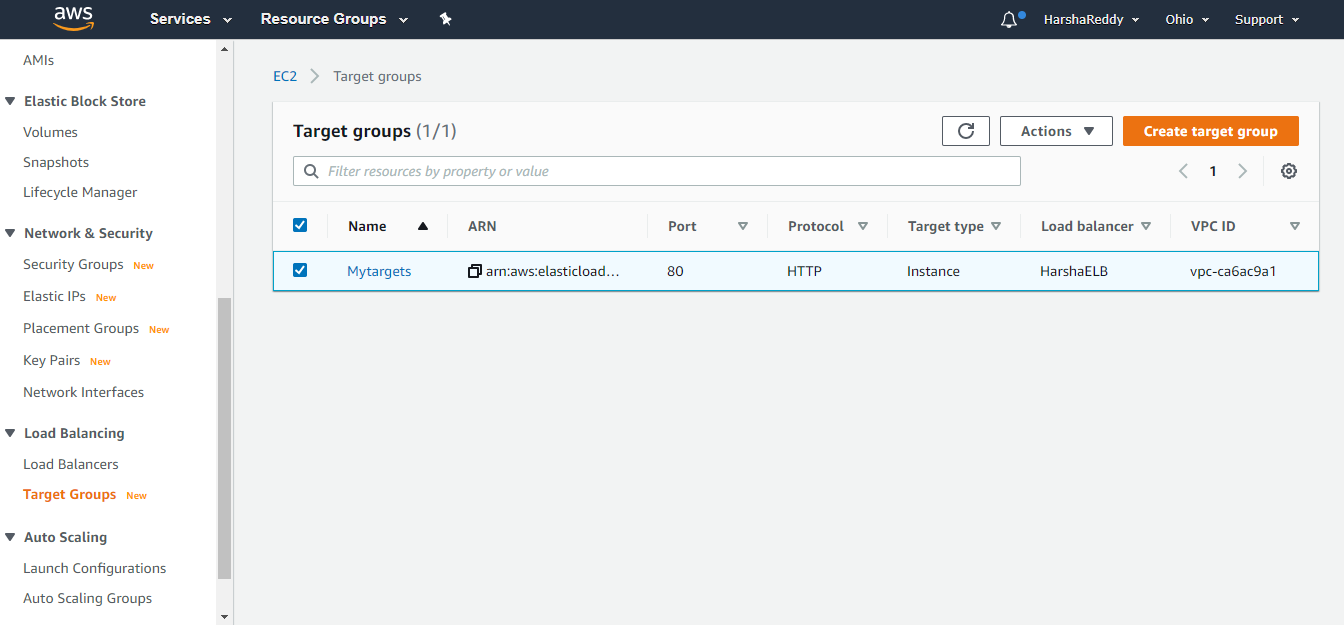 aws Services Resource Groups HarshaReddy Ohio Support
AMIs
Elastic Block Store
Volumes
Snapshots
Lifecycle Manager
Network & Security
Security Groups New
Elastic IPs New
Placement Groups New
Key Pairs New
Network Interfaces
Load Balancing
Load Balancers
Target Groups New
Auto Scaling
Launch Configurations
Auto Scaling Groups
EC2 Target groups
Target groups (1/1) Actions Create target group
Filter resources by property or value 1
Name ARN Port Protocol Target type Load balancer VPC ID
Mytargets arn:aws:elasticload... 80 HTTP Instance HarshaELB vpc-ca6ac9a1